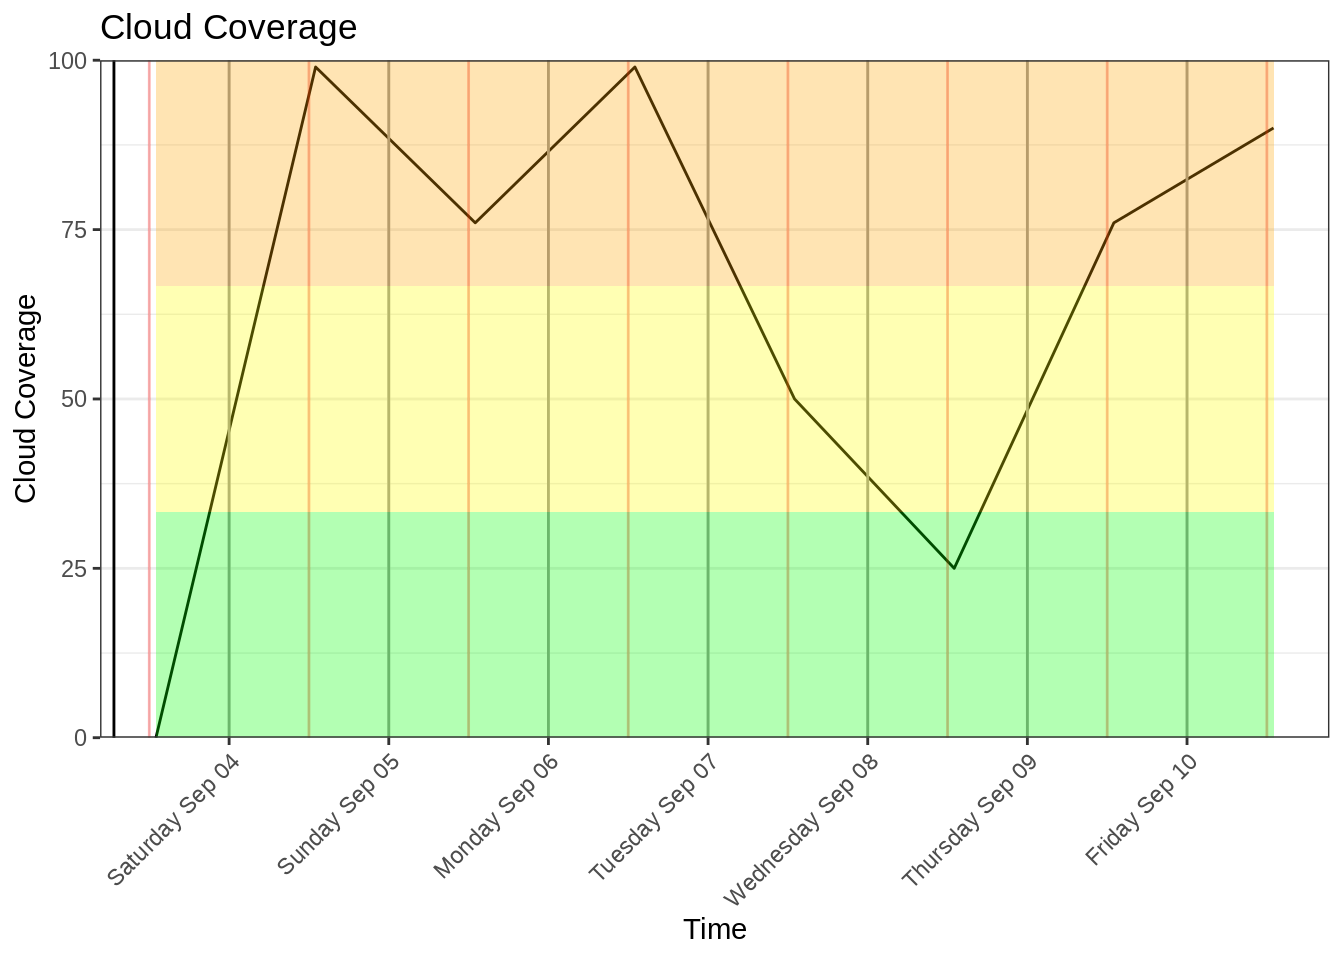 Cloud Coverage
100
75
50
25
0
Cloud Coverage
Saturday Sep 04
Sunday Sep 05
Monday Sep 06
Tuesday Sep 07
Wednesday Sep 08
Thursday Sep 09
Friday Sep 10
Time